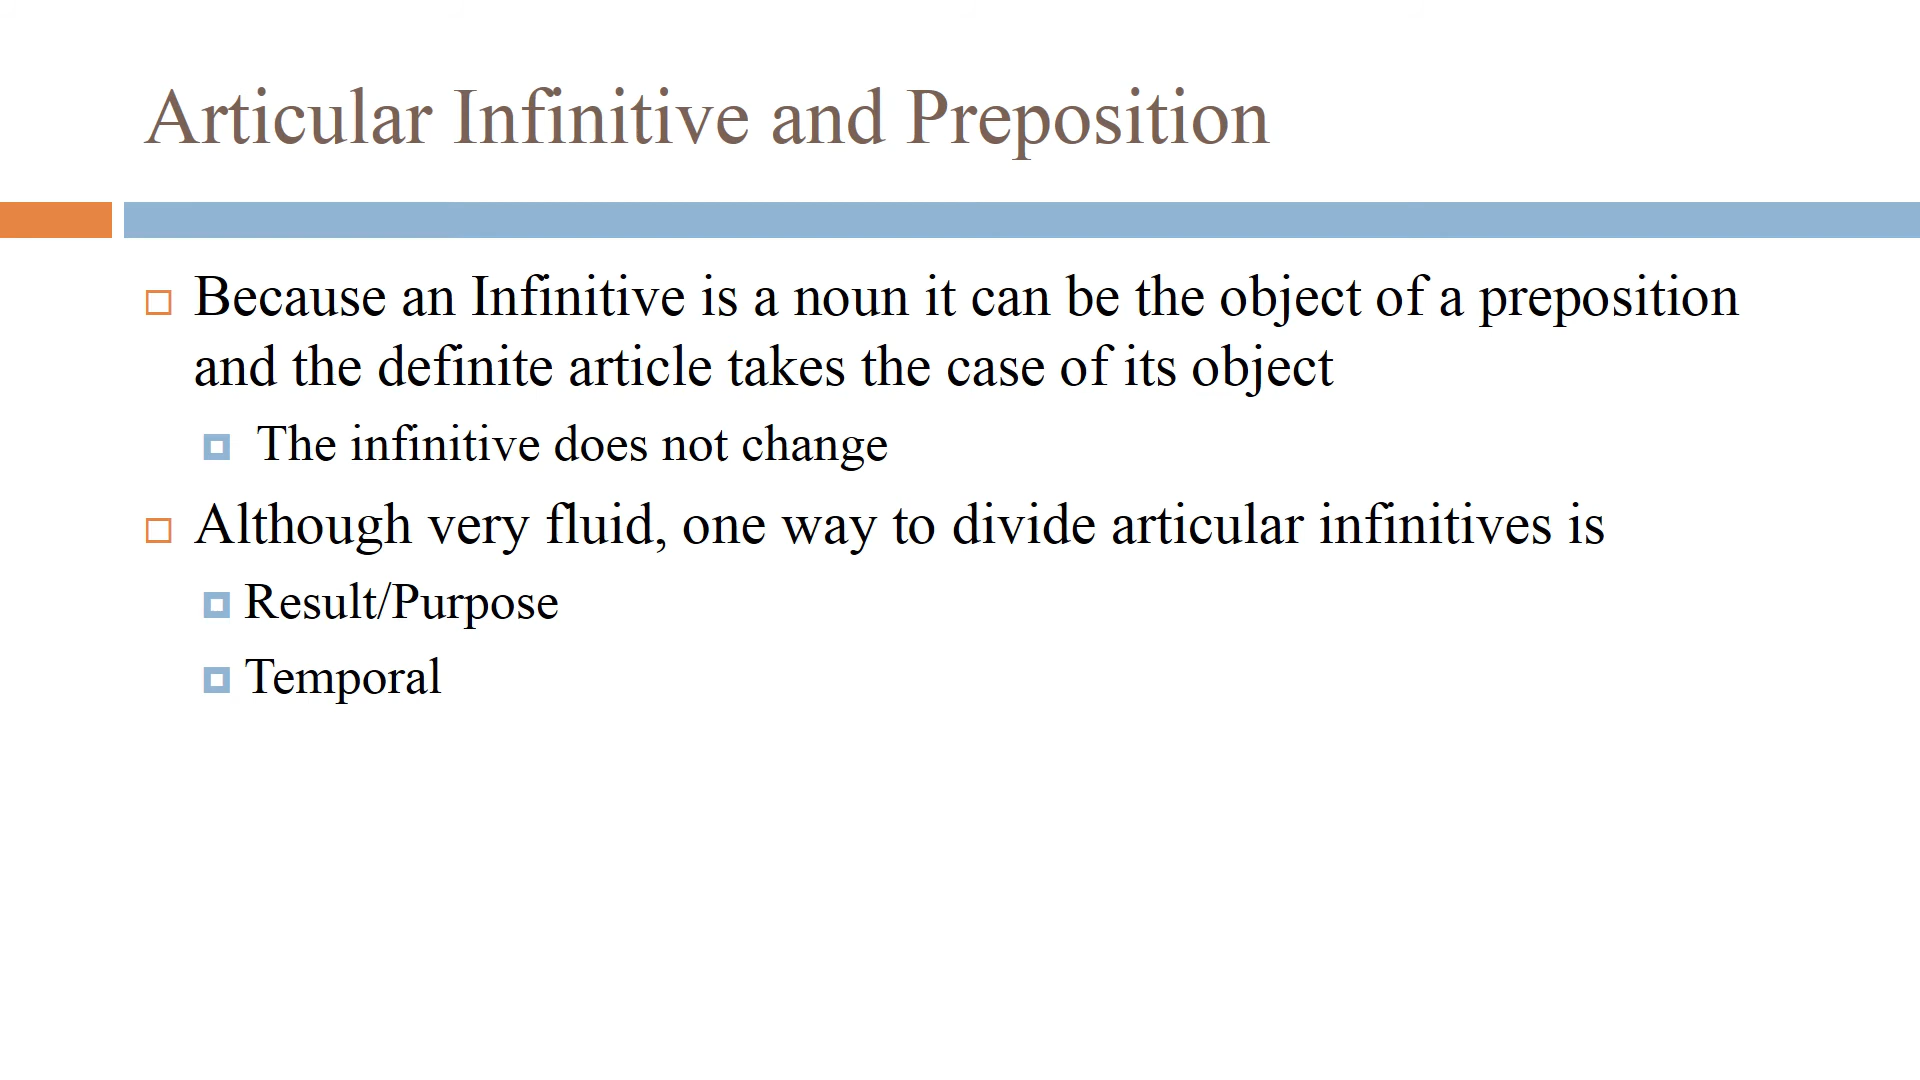 Articular Infinitive and Preposition
Because an Infinitive is a noun it can be the object of a preposition
and the definite article takes the case of its object
The infinitive does not change
Although very fluid, one way to divide articular infinitives is
Result/Purpose
Temporal